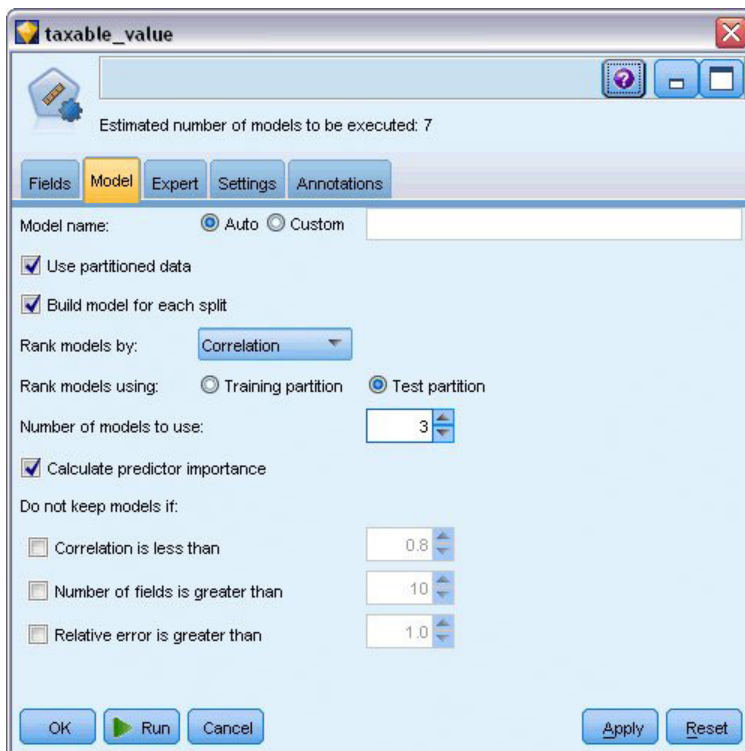 taxable_value
Estimated number of models to be executed: 7
Fields Model Expert Settings Annotations
Model name: Auto Custom
Use partitioned data
Build model for each split
Rank models by: Correlation
Rank models using: Training partition Test partition
Number of models to use: 3
Calculate predictor importance
Do not keep models if:
Correlation is less than 0.8
Number of fields is greater than 10
Relative error is greater than 1.0
OK Run Cancel Apply Reset